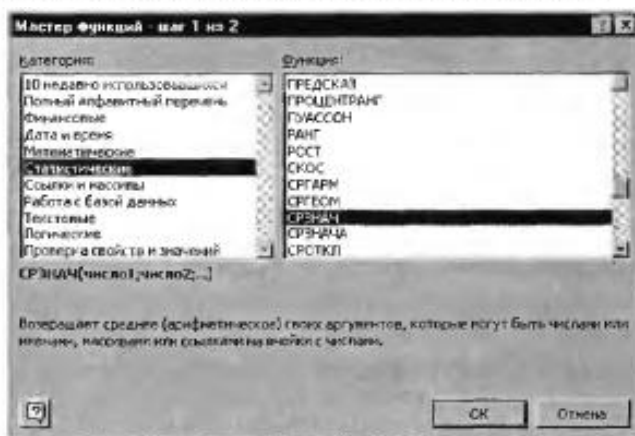 Мастер функций - шаг 1 из 2
Категория:
10 недавно использовавшихся
Полный алфавитный перечень
Финансовые
Дата и время
Математические
Статистические
Ссылки и массивы
Работа с базой данных
Текстовые
Логические
Проверка свойств и значений
Функция:
ПРЕДСКАЗ
ПРОЦЕНТРАНГ
ПУАССОН
РАНГ
РОСТ
СКОС
СРГАРМ
СРГЕОМ
СРЗНАЧ
СРЗНАЧА
СРОТКЛ
СРЗНАЧ(число1;число2;...)
Возвращает среднее (арифметическое) своих аргументов, которые могут быть числами или
именами, массивами или ссылками на ячейки с числами.
ОК
Отмена